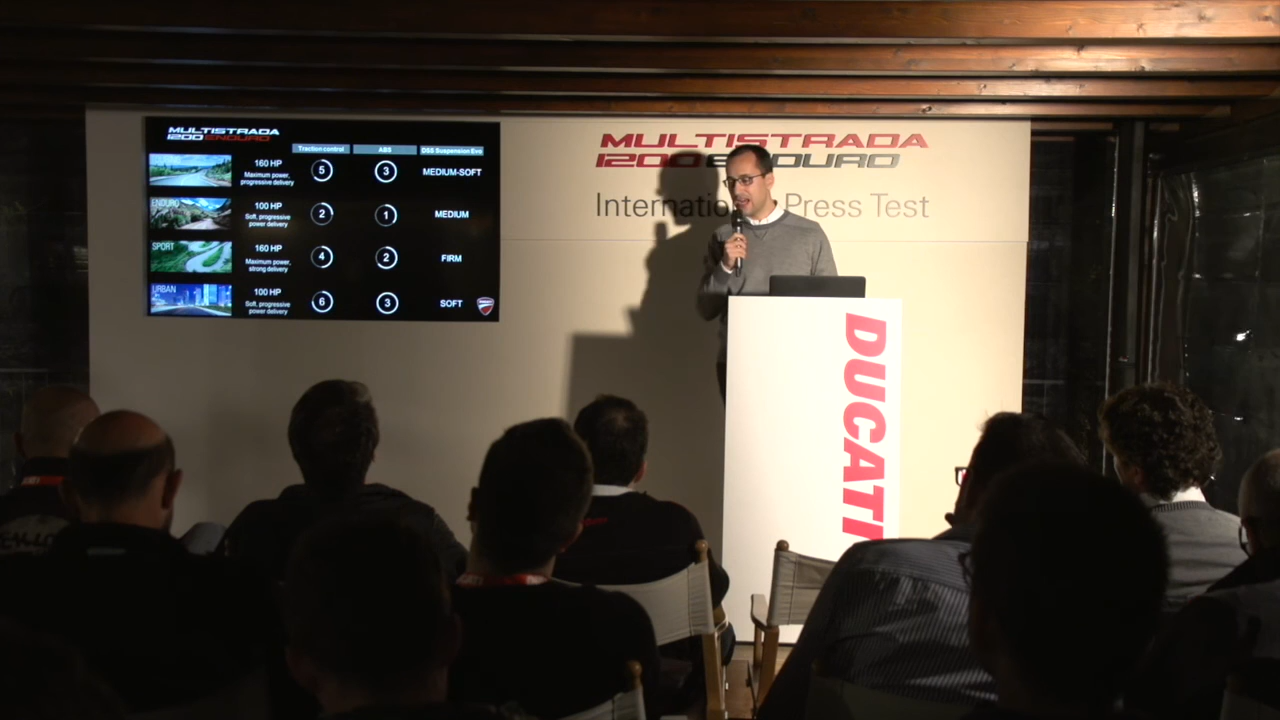 MULTISTRADA
1200 ENDURO
Traction control ABS DSS Suspension Evo
160 HP
Maximum power,
progressive delivery
5 3 MEDIUM-SOFT
ENDURO
100 HP
Soft, progressive
power delivery
2 1 MEDIUM
SPORT
160 HP
Maximum power,
strong delivery
4 2 FIRM
URBAN
100 HP
Soft, progressive
power delivery
6 3 SOFT
MULTISTRADA
1200 ENDURO
Press Test
DUCATI